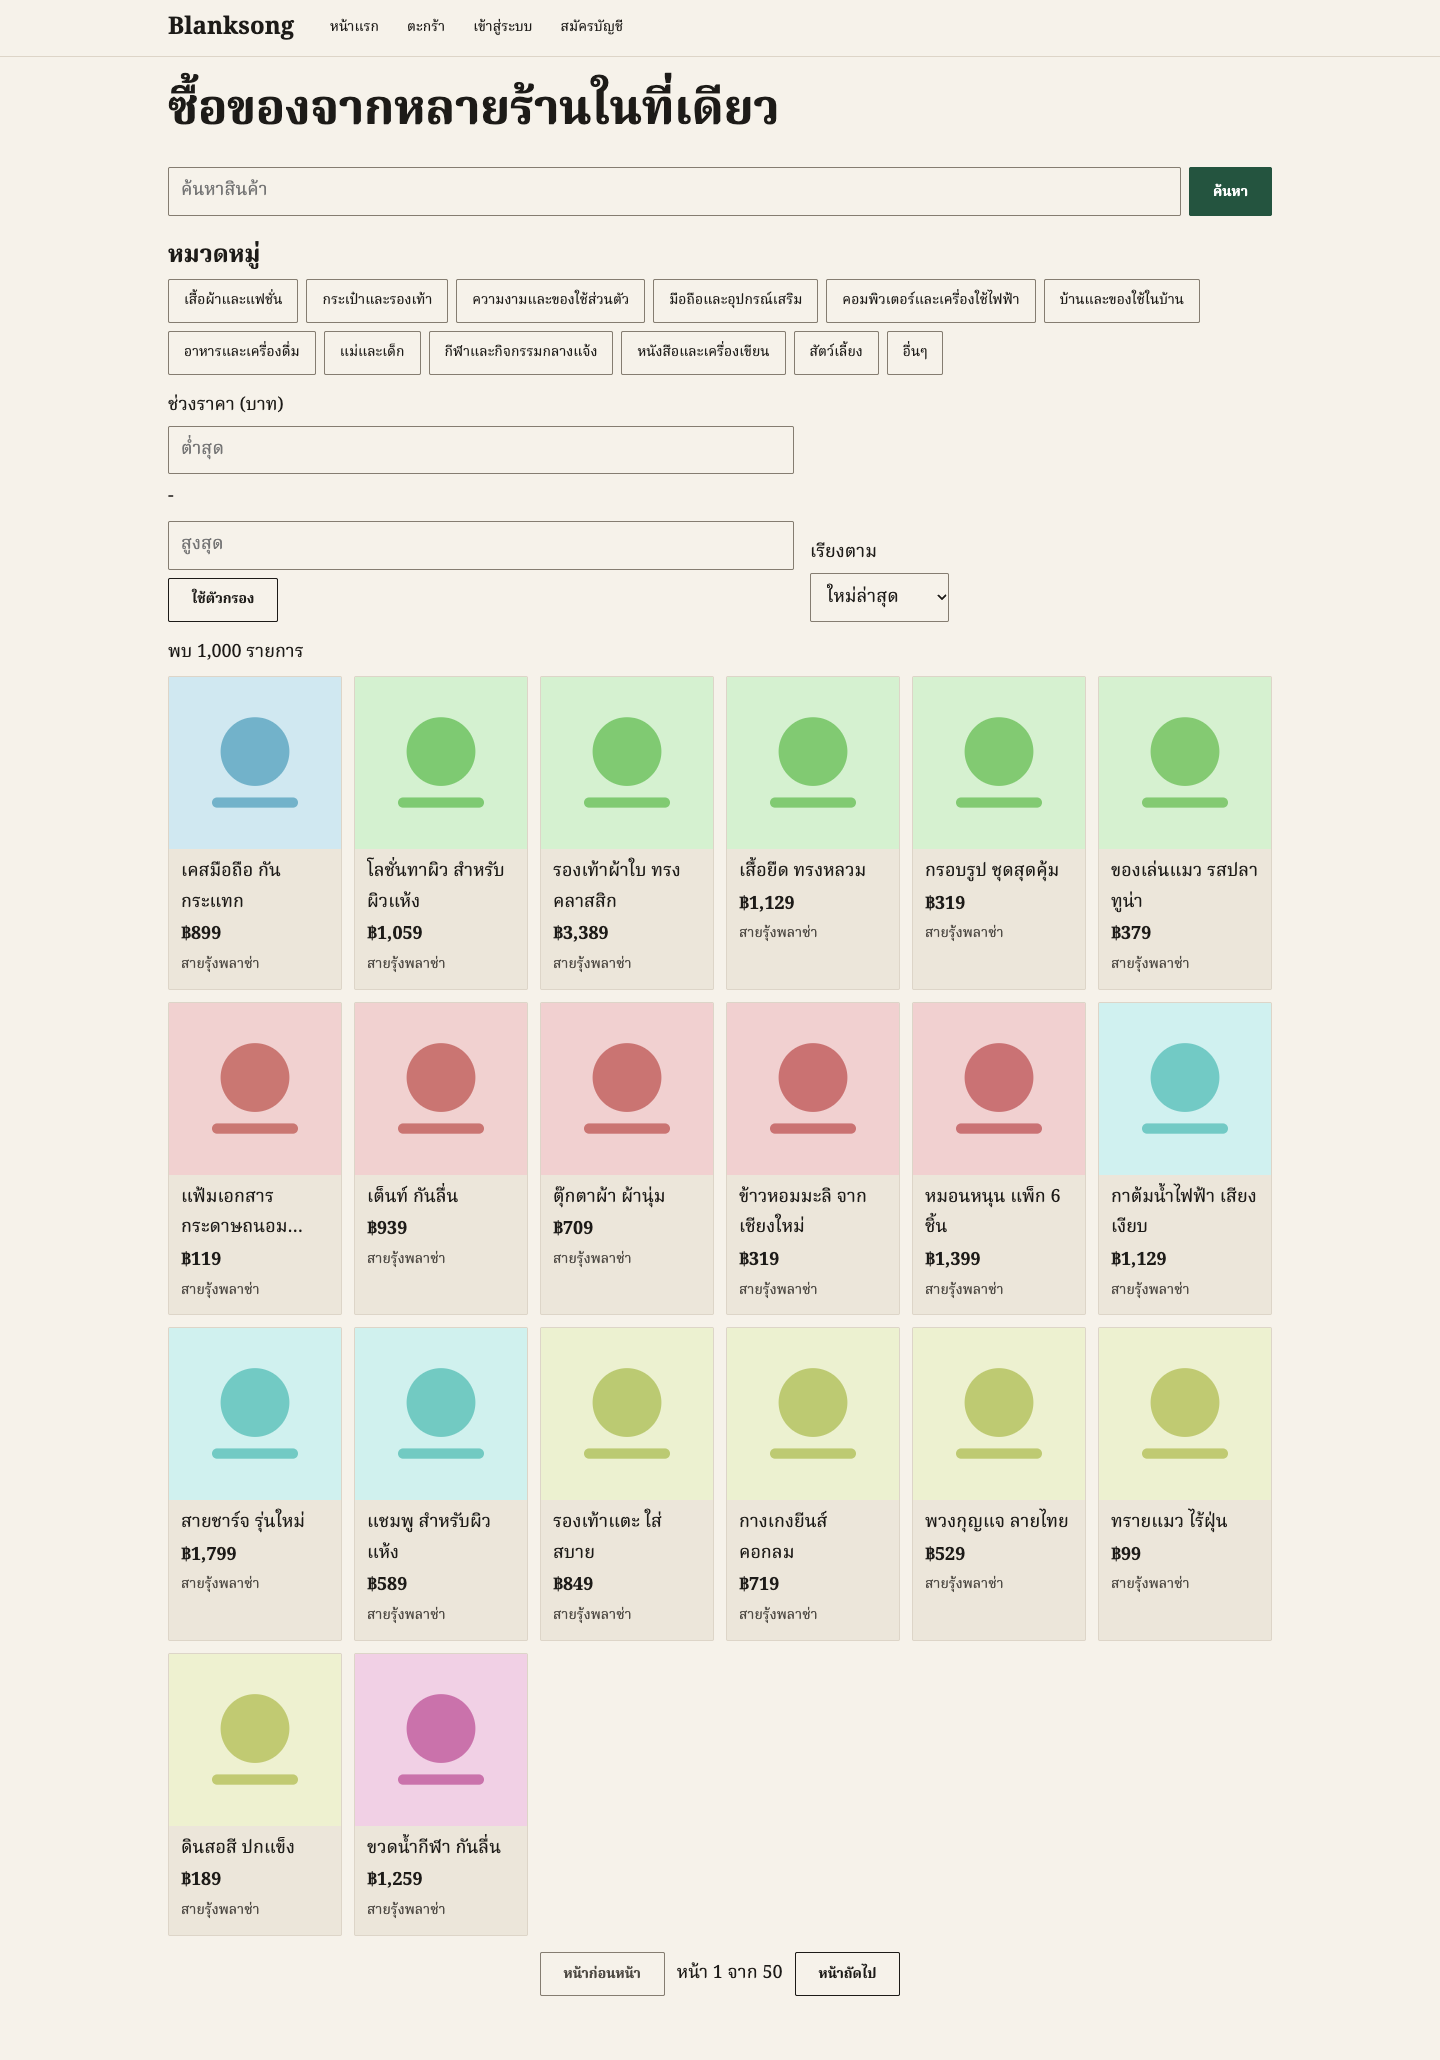 Blanksong
หน้าแรก
ตะกร้า
เข้าสู่ระบบ
สมัครบัญชี
ซื้อของจากหลายร้านในที่เดียว
ค้นหาสินค้า
ค้นหา
หมวดหมู่
เสื้อผ้าและแฟชั่น
กระเป๋าและรองเท้า
ความงามและของใช้ส่วนตัว
มือถือและอุปกรณ์เสริม
คอมพิวเตอร์และเครื่องใช้ไฟฟ้า
บ้านและของใช้ในบ้าน
อาหารและเครื่องดื่ม
แม่และเด็ก
กีฬาและกิจกรรมกลางแจ้ง
หนังสือและเครื่องเขียน
สัตว์เลี้ยง
อื่นๆ
ช่วงราคา (บาท)
ต่ำสุด
-
สูงสุด
ใช้ตัวกรอง
เรียงตาม
ใหม่ล่าสุด
พบ 1,000 รายการ
เคสมือถือ กัน
กระแทก
฿899
สายรุ้งพลาซ่า
โลชั่นทาผิว สำหรับ
ผิวแห้ง
฿1,059
สายรุ้งพลาซ่า
รองเท้าผ้าใบ ทรง
คลาสสิก
฿3,389
สายรุ้งพลาซ่า
เสื้อยืด ทรงหลวม
฿1,129
สายรุ้งพลาซ่า
กรอบรูป ชุดสุดคุ้ม
฿319
สายรุ้งพลาซ่า
ของเล่นแมว รสปลา
ทูน่า
฿379
สายรุ้งพลาซ่า
แฟ้มเอกสาร
กระดาษถนอม...
฿119
สายรุ้งพลาซ่า
เต็นท์ กันลื่น
฿939
สายรุ้งพลาซ่า
ตุ๊กตาผ้า ผ้านุ่ม
฿709
สายรุ้งพลาซ่า
ข้าวหอมมะลิ จาก
เชียงใหม่
฿319
สายรุ้งพลาซ่า
หมอนหนุน แพ็ก 6
ชิ้น
฿1,399
สายรุ้งพลาซ่า
กาต้มน้ำไฟฟ้า เสียง
เงียบ
฿1,129
สายรุ้งพลาซ่า
สายชาร์จ รุ่นใหม่
฿1,799
สายรุ้งพลาซ่า
แชมพู สำหรับผิว
แห้ง
฿589
สายรุ้งพลาซ่า
รองเท้าแตะ ใส่
สบาย
฿849
สายรุ้งพลาซ่า
กางเกงยีนส์
คอกลม
฿719
สายรุ้งพลาซ่า
พวงกุญแจ ลายไทย
฿529
สายรุ้งพลาซ่า
ทรายแมว ไร้ฝุ่น
฿99
สายรุ้งพลาซ่า
ดินสอสี ปกแข็ง
฿189
สายรุ้งพลาซ่า
ขวดน้ำกีฬา กันลื่น
฿1,259
สายรุ้งพลาซ่า
หน้าก่อนหน้า
หน้า 1 จาก 50
หน้าถัดไป